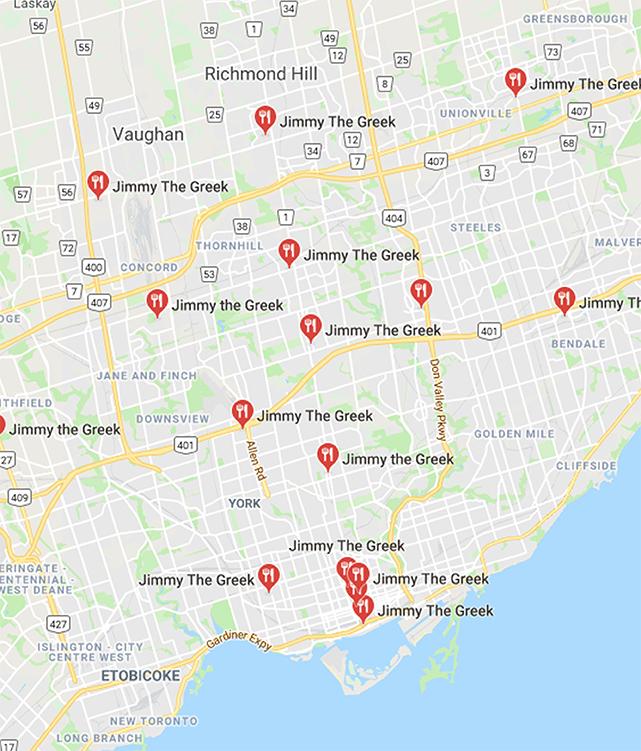 Laskay
34
GREENSBOROUGH
56
38
1
55
49
73
12
25
Richmond Hill
8
Jimmy The Greek
49
25
Jimmy The Greek
UNIONVILLE
407
Vaughan
12
71
34
7
407
67
68
3
57
56
Jimmy The Greek
404
1
38
STEELES
17
72
THORNHILL
MALVER
Jimmy The Greek
400
CONCORD
53
7
407
Jimmy the Greek
Jimmy Th
DGE
Jimmy The Greek
401
BENDALE
JANE AND FINCH
Don Valley Pkwy
ITHFIELD
DOWNSVIEW
Jimmy The Greek
Jimmy the Greek
401
GOLDEN MILE
27
Allen Rd
Jimmy the Greek
CLIFFSIDE
409
YORK
Jimmy The Greek
ERINGATE -
ENTENNIAL -
WEST DEANE
Jimmy The Greek
Jimmy The Greek
Jimmy The Greek
427
Gardiner Expy
ISLINGTON - CITY
CENTRE WEST
ETOBICOKE
NEW TORONTO
LONG BRANCH
17